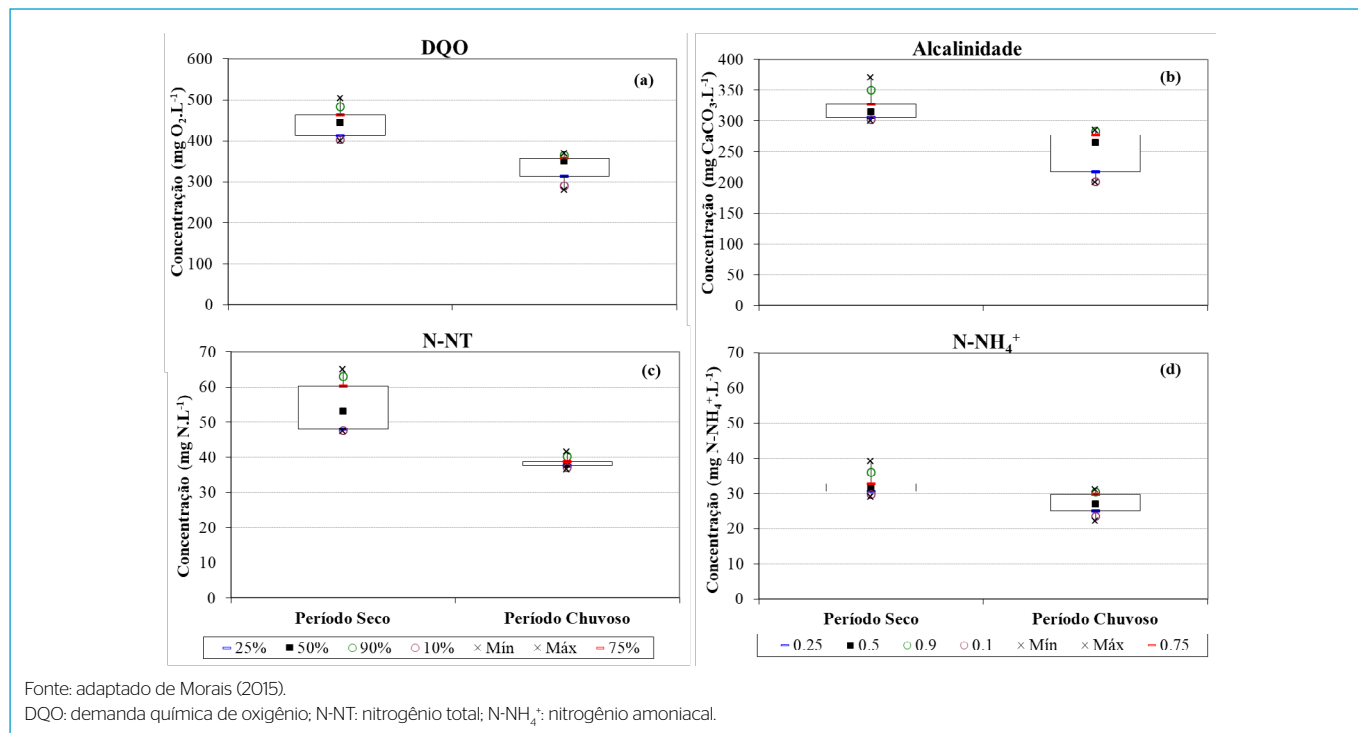 DQO
(a)
Concentração (mg O₂.L⁻¹)
600
500
400
300
200
100
0
Alcalinidade
(b)
Concentração (mg CaCO₃.L⁻¹)
400
350
300
250
200
150
100
50
0
N-NT
(c)
Concentração (mg N.L⁻¹)
70
60
50
40
30
20
10
0
Período Seco Período Chuvoso
25% 50% 90% 10% Mín Máx 75%
N-NH₄⁺
(d)
Concentração (mg N-NH₄⁺.L⁻¹)
70
60
50
40
30
20
10
0
Período Seco Período Chuvoso
0.25 0.5 0.9 0.1 Mín Máx 0.75
Fonte: adaptado de Morais (2015).
DQO: demanda química de oxigênio; N-NT: nitrogênio total; N-NH₄⁺: nitrogênio amoniacal.